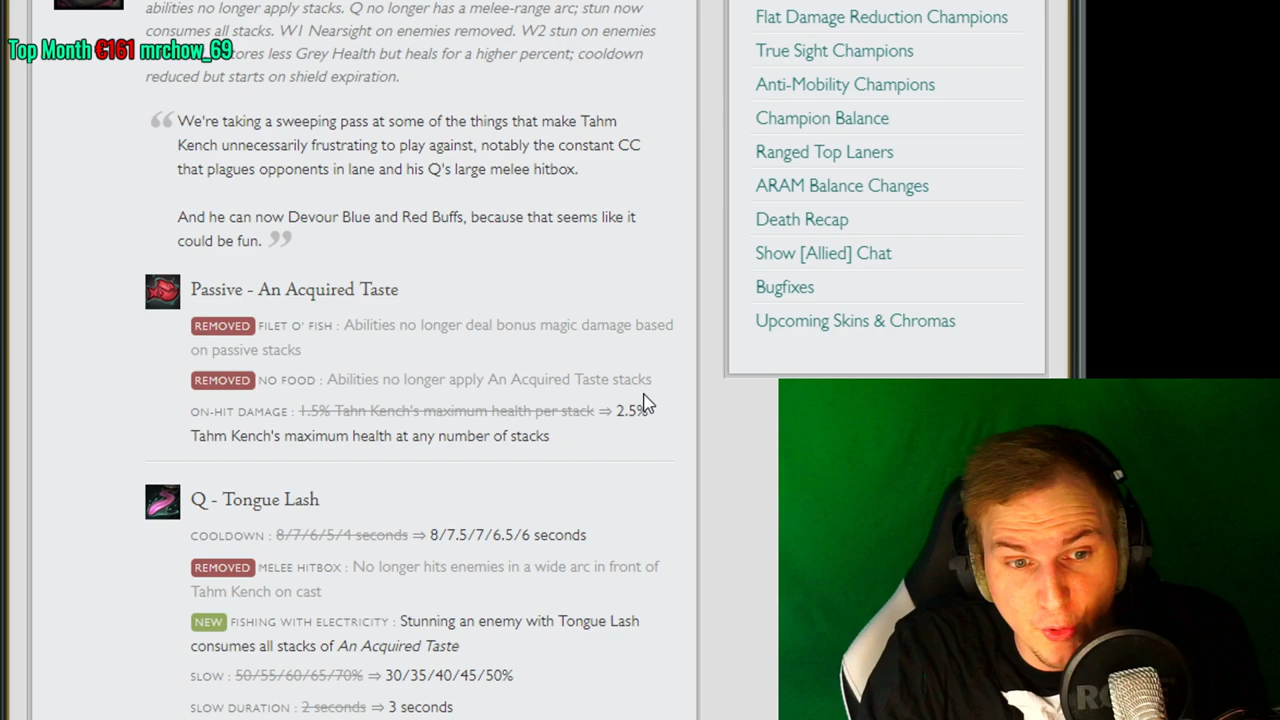 abilities no longer apply stacks. Q no longer has a melee-range arc; stun now
consumes all stacks. W1 Nearsight on enemies removed. W2 stun on enemies
Top Month €161 mrchow_69
ores less Grey Health but heals for a higher percent; cooldown
reduced but starts on shield expiration.
“ We're taking a sweeping pass at some of the things that make Tahm
Kench unnecessarily frustrating to play against, notably the constant CC
that plagues opponents in lane and his Q's large melee hitbox.
And he can now Devour Blue and Red Buffs, because that seems like it
could be fun. ”
Passive - An Acquired Taste
REMOVED FILET O' FISH : Abilities no longer deal bonus magic damage based
on passive stacks
REMOVED NO FOOD : Abilities no longer apply An Acquired Taste stacks
ON-HIT DAMAGE : 1.5% Tahn Kench's maximum health per stack ⇒ 2.5%
Tahm Kench's maximum health at any number of stacks
Q - Tongue Lash
COOLDOWN : 8/7/6/5/4 seconds ⇒ 8/7.5/7/6.5/6 seconds
REMOVED MELEE HITBOX : No longer hits enemies in a wide arc in front of
Tahm Kench on cast
NEW FISHING WITH ELECTRICITY : Stunning an enemy with Tongue Lash
consumes all stacks of An Acquired Taste
SLOW : 50/55/60/65/70% ⇒ 30/35/40/45/50%
SLOW DURATION : 2 seconds ⇒ 3 seconds
Flat Damage Reduction Champions
True Sight Champions
Anti-Mobility Champions
Champion Balance
Ranged Top Laners
ARAM Balance Changes
Death Recap
Show [Allied] Chat
Bugfixes
Upcoming Skins & Chromas